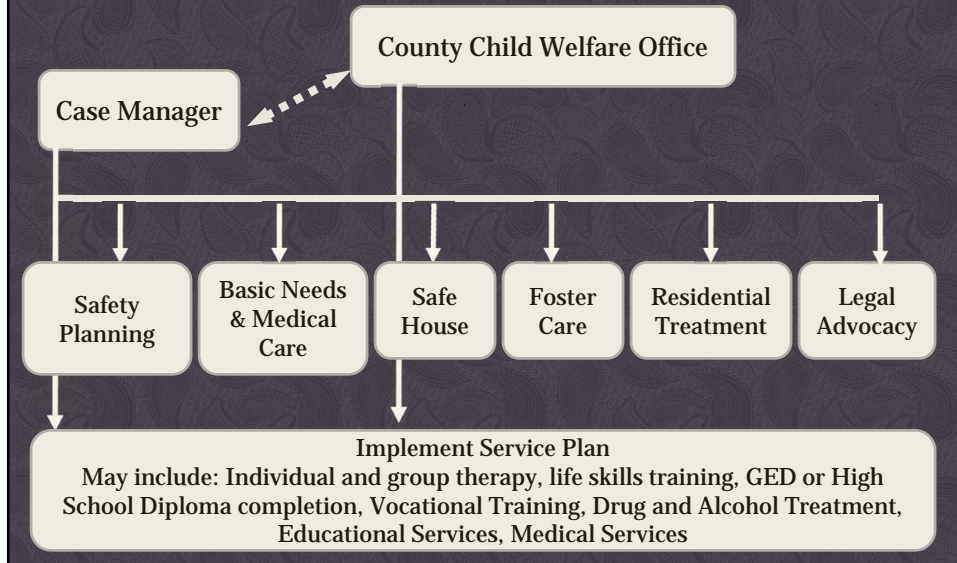 County Child Welfare Office
Case Manager
Safety
Planning
Basic Needs
& Medical
Care
Safe
House
Foster
Care
Residential
Treatment
Legal
Advocacy
Implement Service Plan
May include: Individual and group therapy, life skills training, GED or High
School Diploma completion, Vocational Training, Drug and Alcohol Treatment,
Educational Services, Medical Services